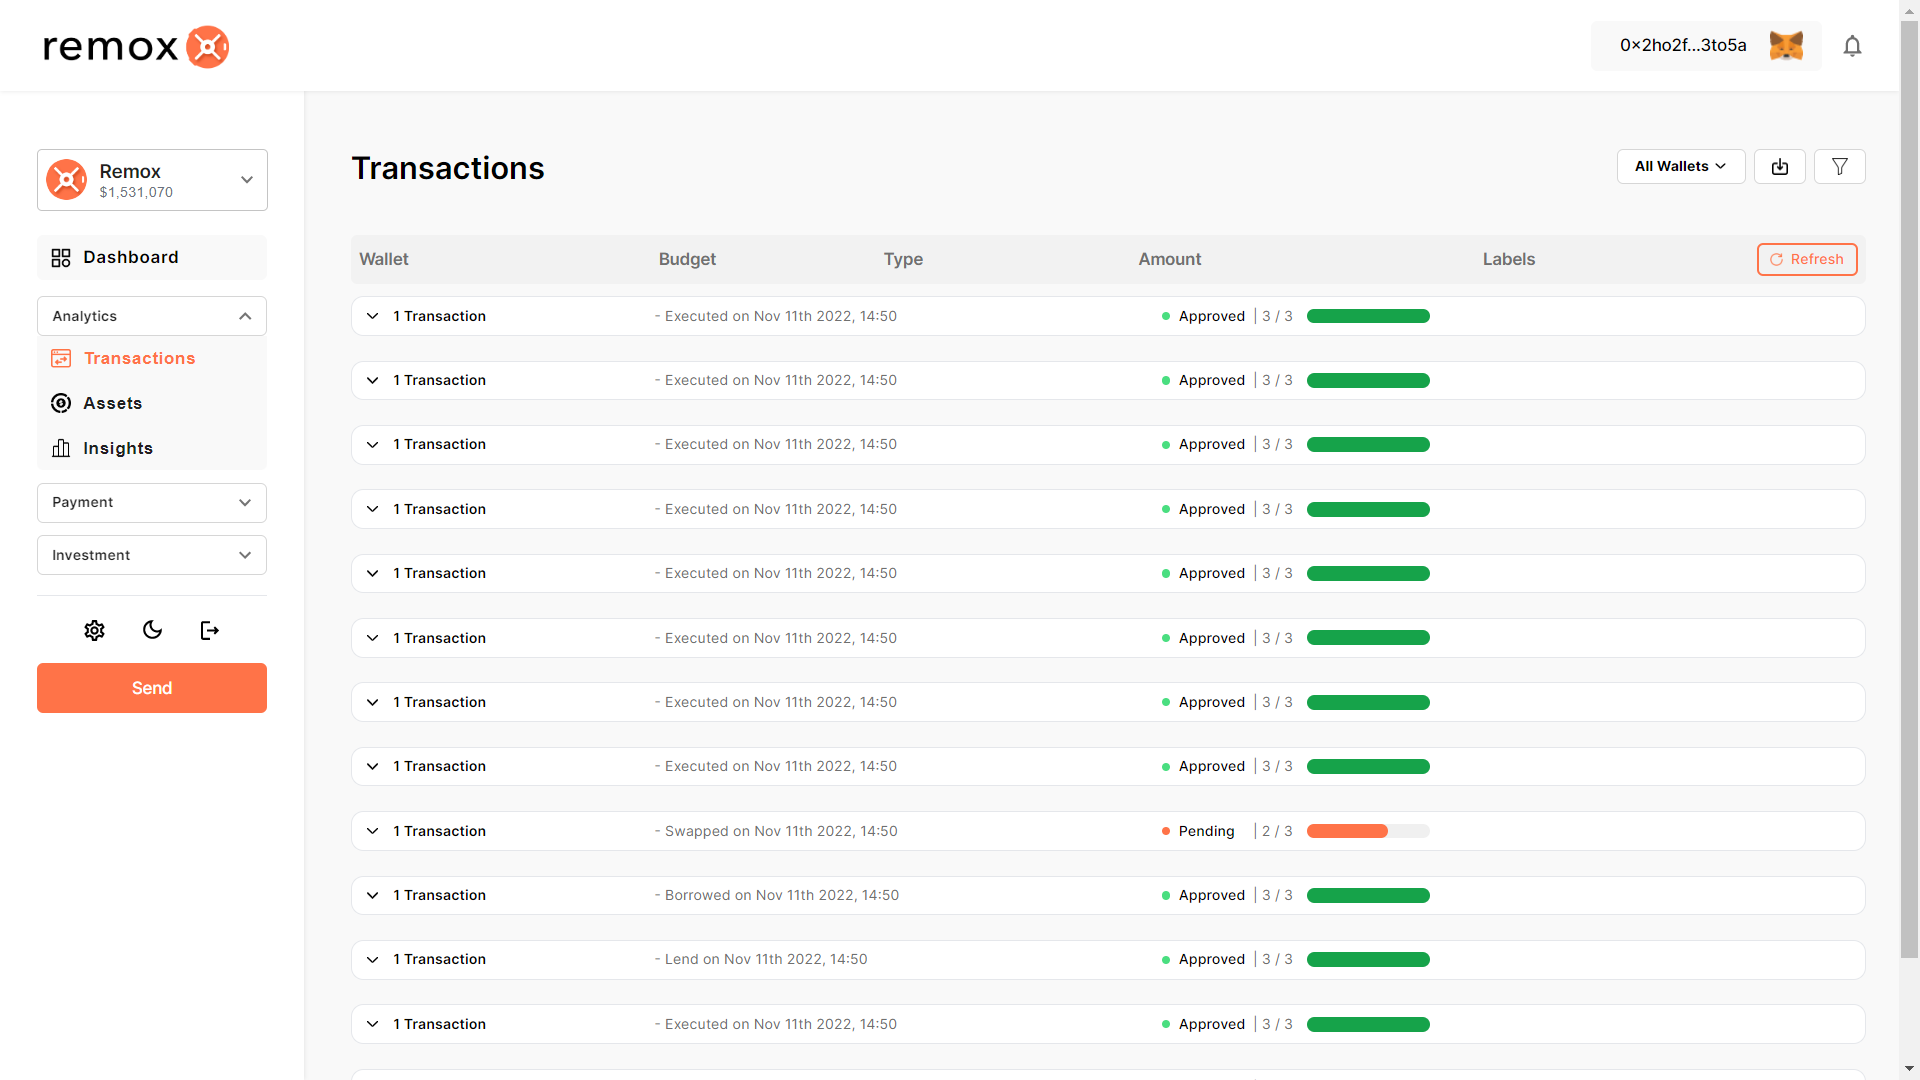 remox
0×2ho2f...3to5a
Remox
$1,531,070
Dashboard
Analytics
Transactions
Assets
Insights
Payment
Investment
Send
Transactions
All Wallets
Wallet Budget Type Amount Labels Refresh
1 Transaction - Executed on Nov 11th 2022, 14:50 Approved | 3 / 3
1 Transaction - Executed on Nov 11th 2022, 14:50 Approved | 3 / 3
1 Transaction - Executed on Nov 11th 2022, 14:50 Approved | 3 / 3
1 Transaction - Executed on Nov 11th 2022, 14:50 Approved | 3 / 3
1 Transaction - Executed on Nov 11th 2022, 14:50 Approved | 3 / 3
1 Transaction - Executed on Nov 11th 2022, 14:50 Approved | 3 / 3
1 Transaction - Executed on Nov 11th 2022, 14:50 Approved | 3 / 3
1 Transaction - Executed on Nov 11th 2022, 14:50 Approved | 3 / 3
1 Transaction - Swapped on Nov 11th 2022, 14:50 Pending | 2 / 3
1 Transaction - Borrowed on Nov 11th 2022, 14:50 Approved | 3 / 3
1 Transaction - Lend on Nov 11th 2022, 14:50 Approved | 3 / 3
1 Transaction - Executed on Nov 11th 2022, 14:50 Approved | 3 / 3